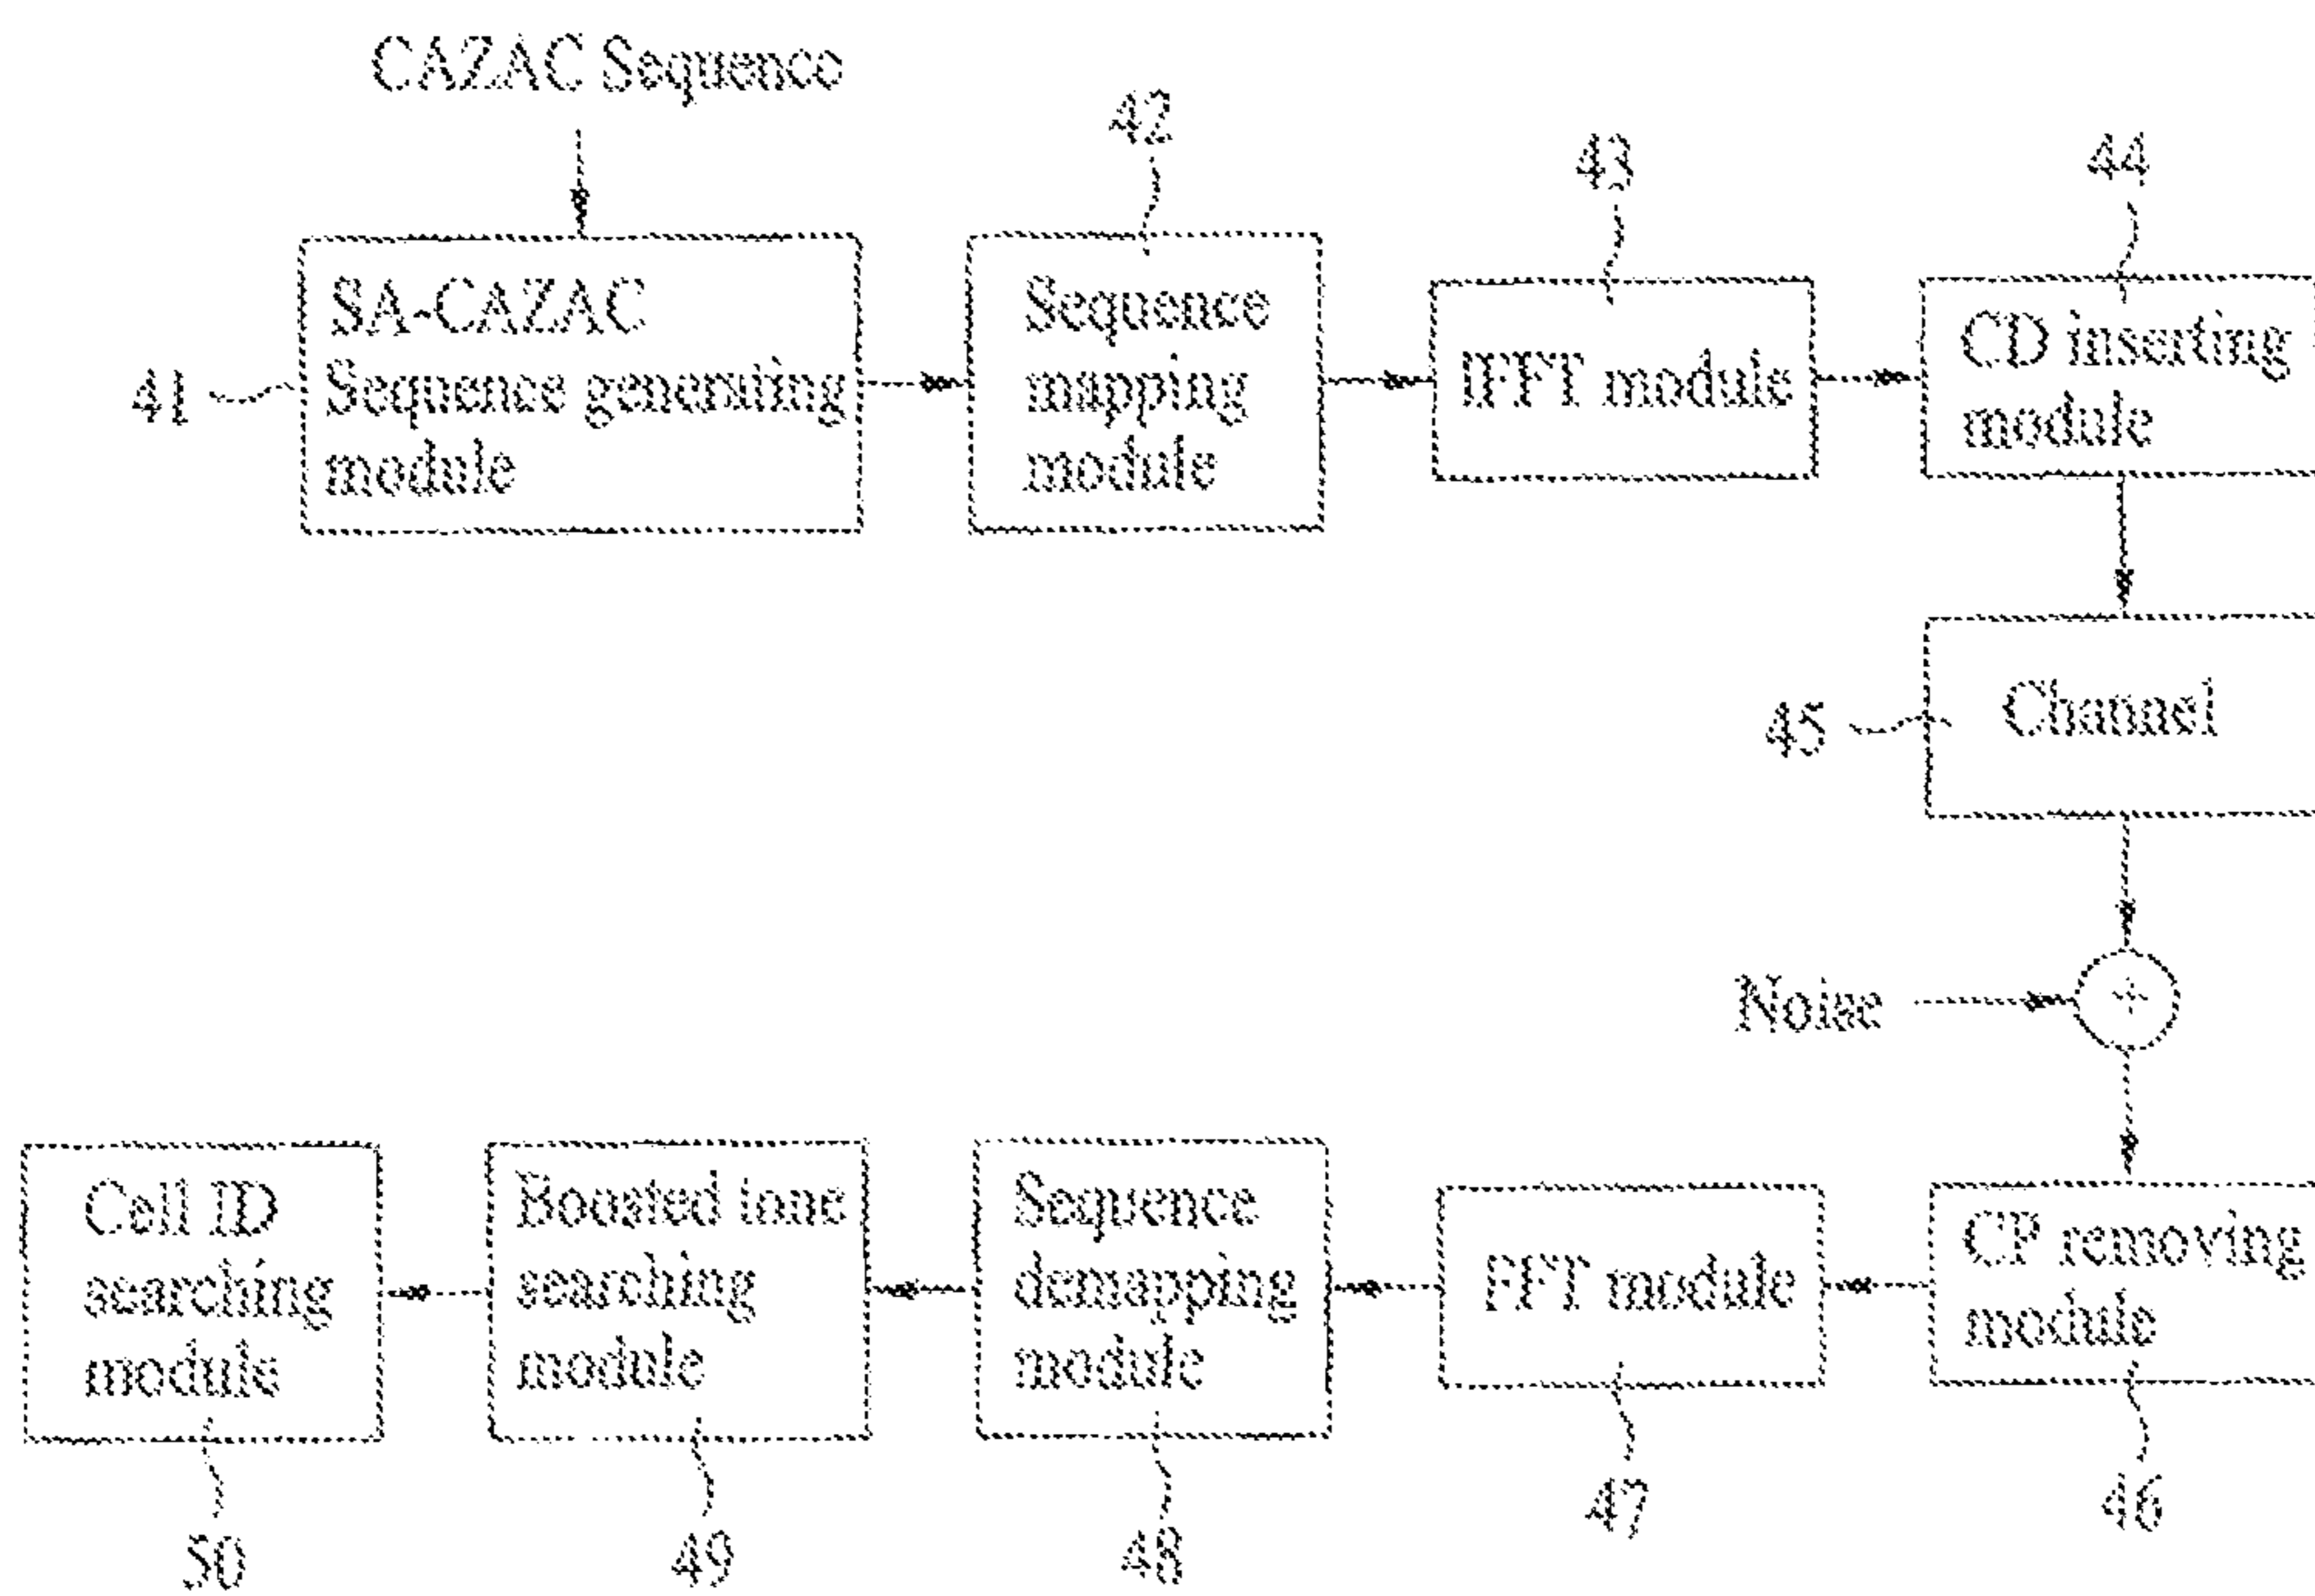 CAZAC Sequence
42
43
44
41
SA-CAZAC
Sequence generating
module
Sequence
mapping
module
IFFT module
CD inserting
module
45
Channel
Noise
+
Cell ID
searching
module
Boosted tone
searching
module
Sequence
demapping
module
FFT module
CP removing
module
50
49
48
47
46